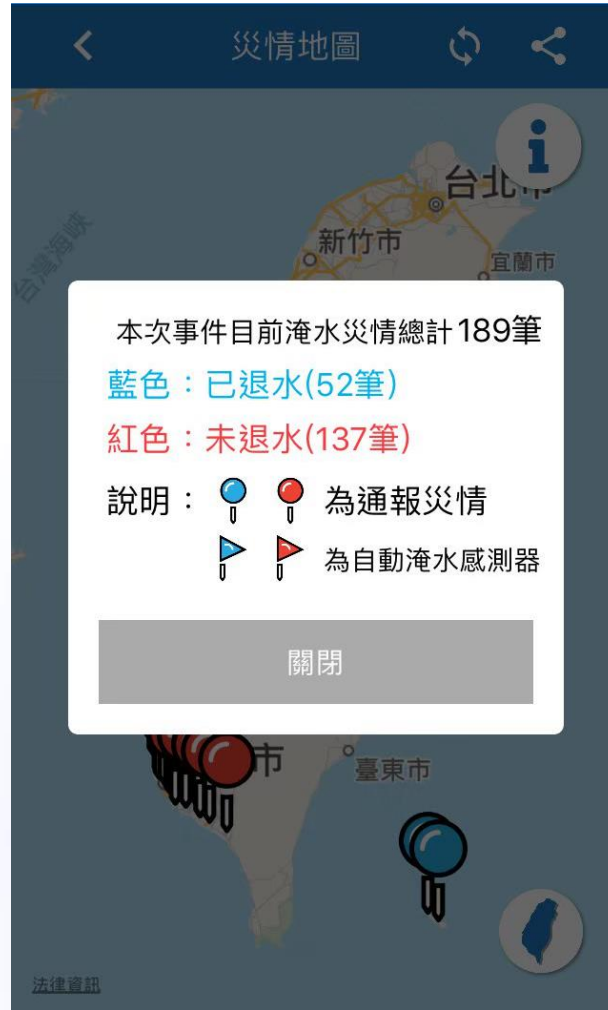 災情地圖
台北市
新竹市
宜蘭市
台灣海峽
本次事件目前淹水災情總計189筆
藍色：已退水(52筆)
紅色：未退水(137筆)
說明：為通報災情
為自動淹水感測器
關閉
市
臺東市
法律資訊